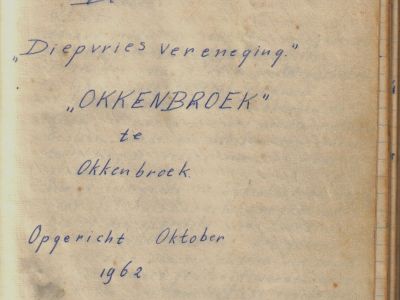 „Diepvries Vereneging."
„OKKENBROEK"
te
Okkenbroek.
Opgericht Oktober
1962